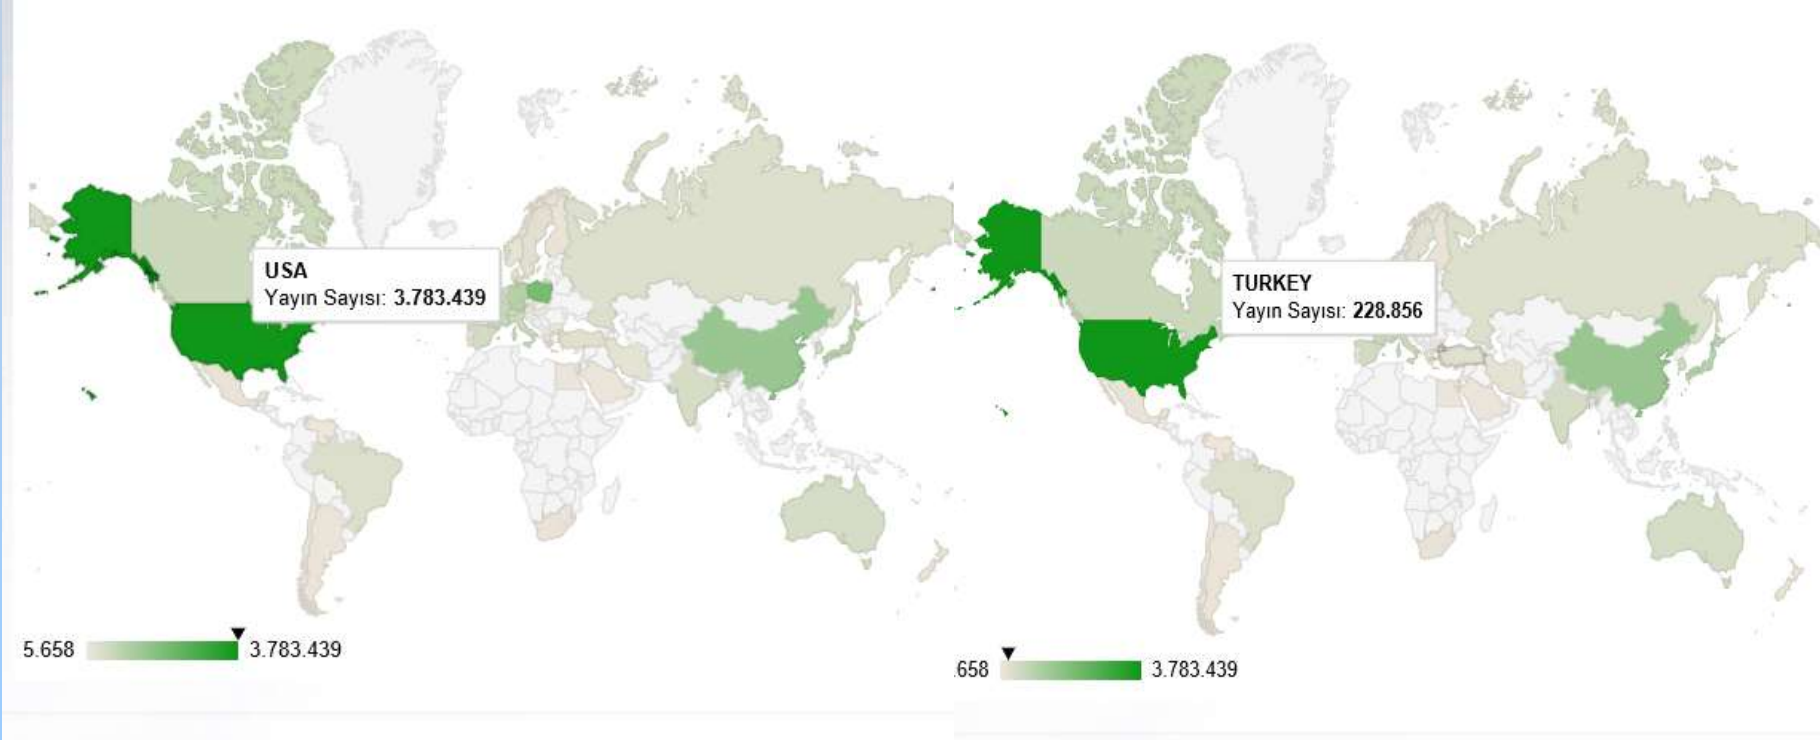 USA
Yayın Sayısı: 3.783.439
5.658
3.783.439
TURKEY
Yayın Sayısı: 228.856
.658
3.783.439